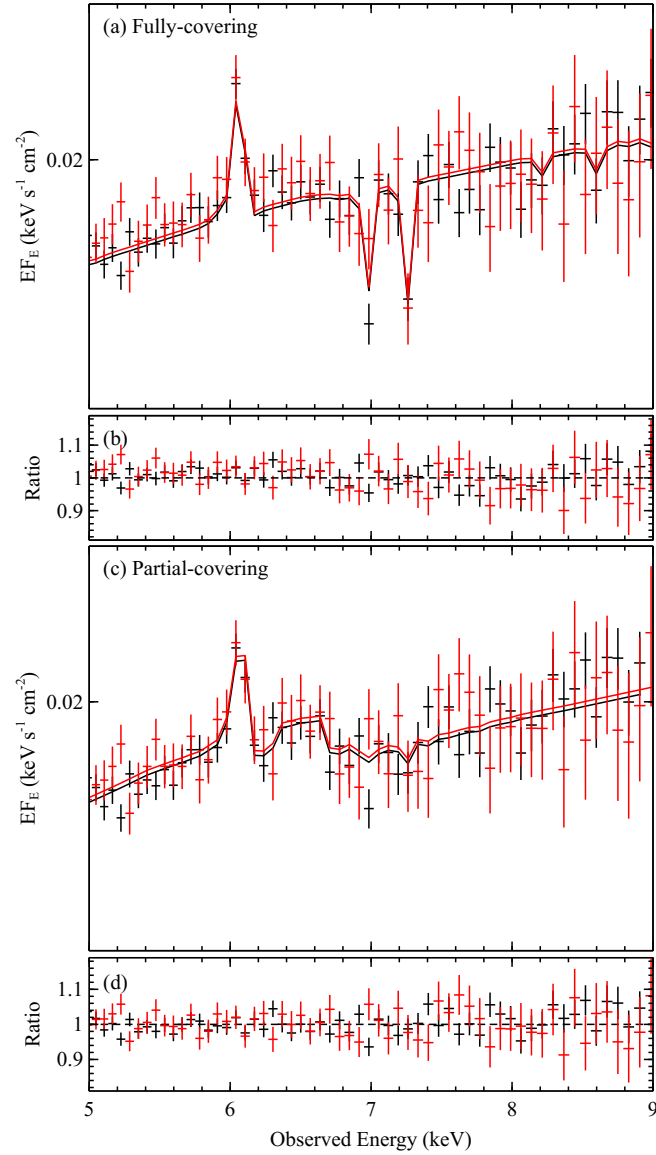 (a) Fully-covering
0.02
EF_E (keV s⁻¹ cm⁻²)
(b)
1.1
1
0.9
Ratio
(c) Partial-covering
0.02
EF_E (keV s⁻¹ cm⁻²)
(d)
1.1
1
0.9
Ratio
5 6 7 8 9
Observed Energy (keV)